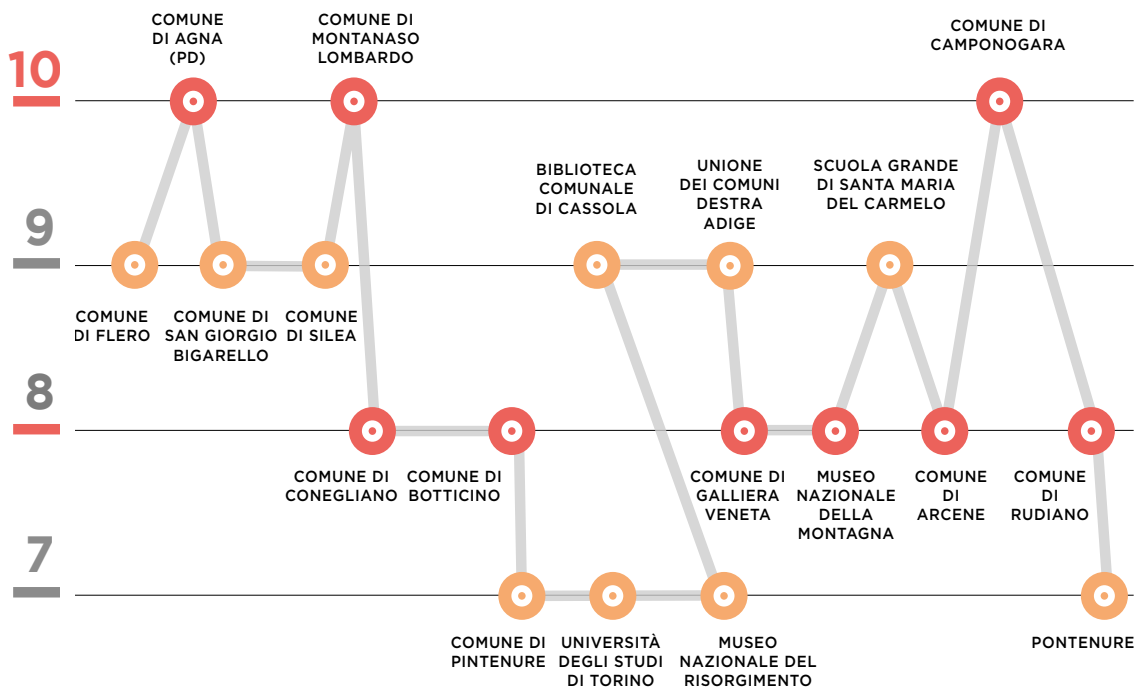 COMUNE
DI AGNA
(PD)
COMUNE DI
MONTANASO
LOMBARDO
COMUNE DI
CAMPONOGARA
10
BIBLIOTECA
COMUNALE
DI CASSOLA
UNIONE
DEI COMUNI
DESTRA
ADIGE
SCUOLA GRANDE
DI SANTA MARIA
DEL CARMELO
9
COMUNE
DI FLERO
COMUNE DI
SAN GIORGIO
BIGARELLO
COMUNE
DI SILEA
8
COMUNE DI
CONEGLIANO
COMUNE DI
BOTTICINO
COMUNE DI
GALLIERA
VENETA
MUSEO
NAZIONALE
DELLA
MONTAGNA
COMUNE
DI
ARCENE
COMUNE
DI
RUDIANO
7
COMUNE DI
PINTENURE
UNIVERSITÀ
DEGLI STUDI
DI TORINO
MUSEO
NAZIONALE DEL
RISORGIMENTO
PONTENURE